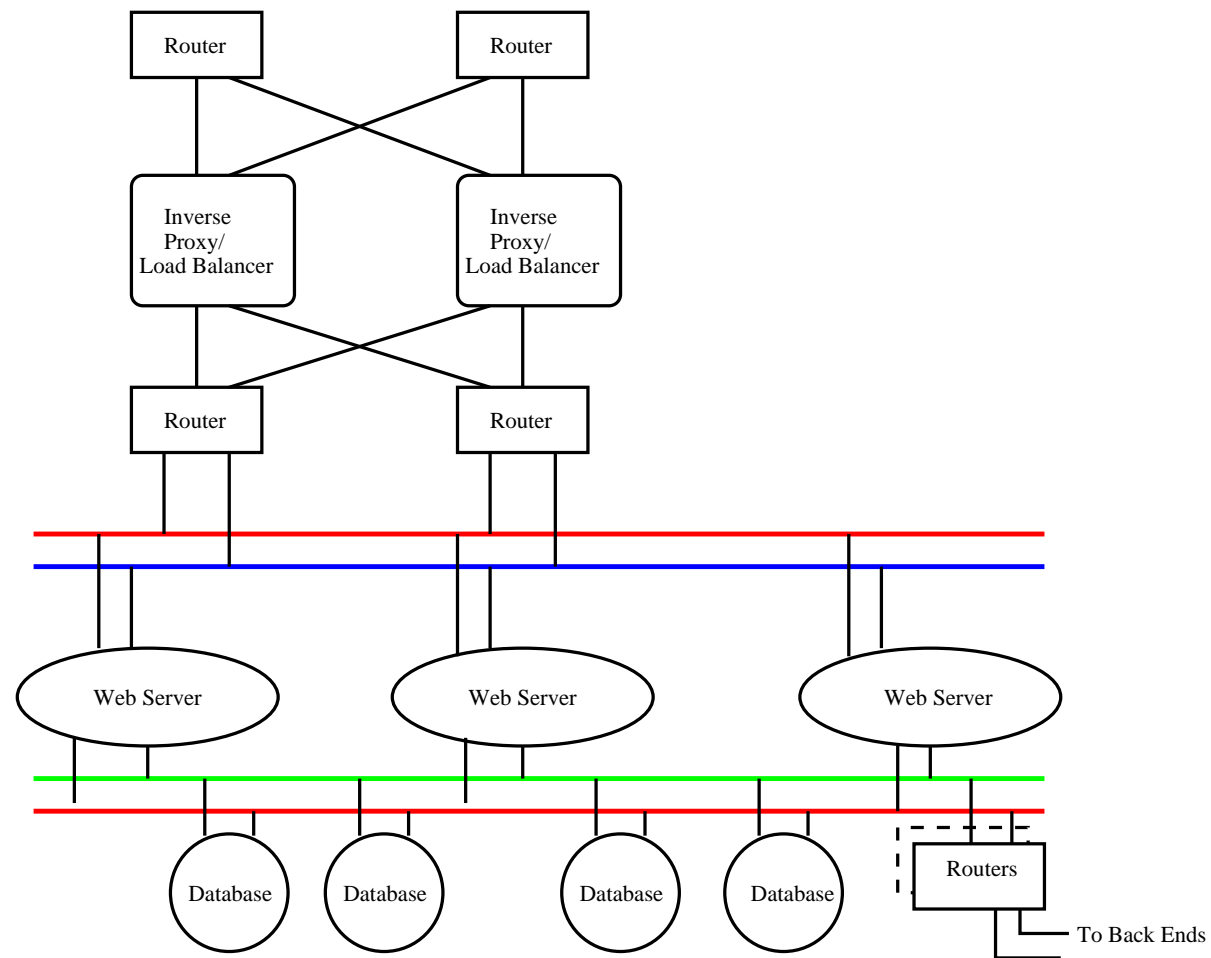 Router
Router
Inverse
Proxy/
Load Balancer
Inverse
Proxy/
Load Balancer
Router
Router
Web Server
Web Server
Web Server
Database
Database
Database
Database
Routers
To Back Ends